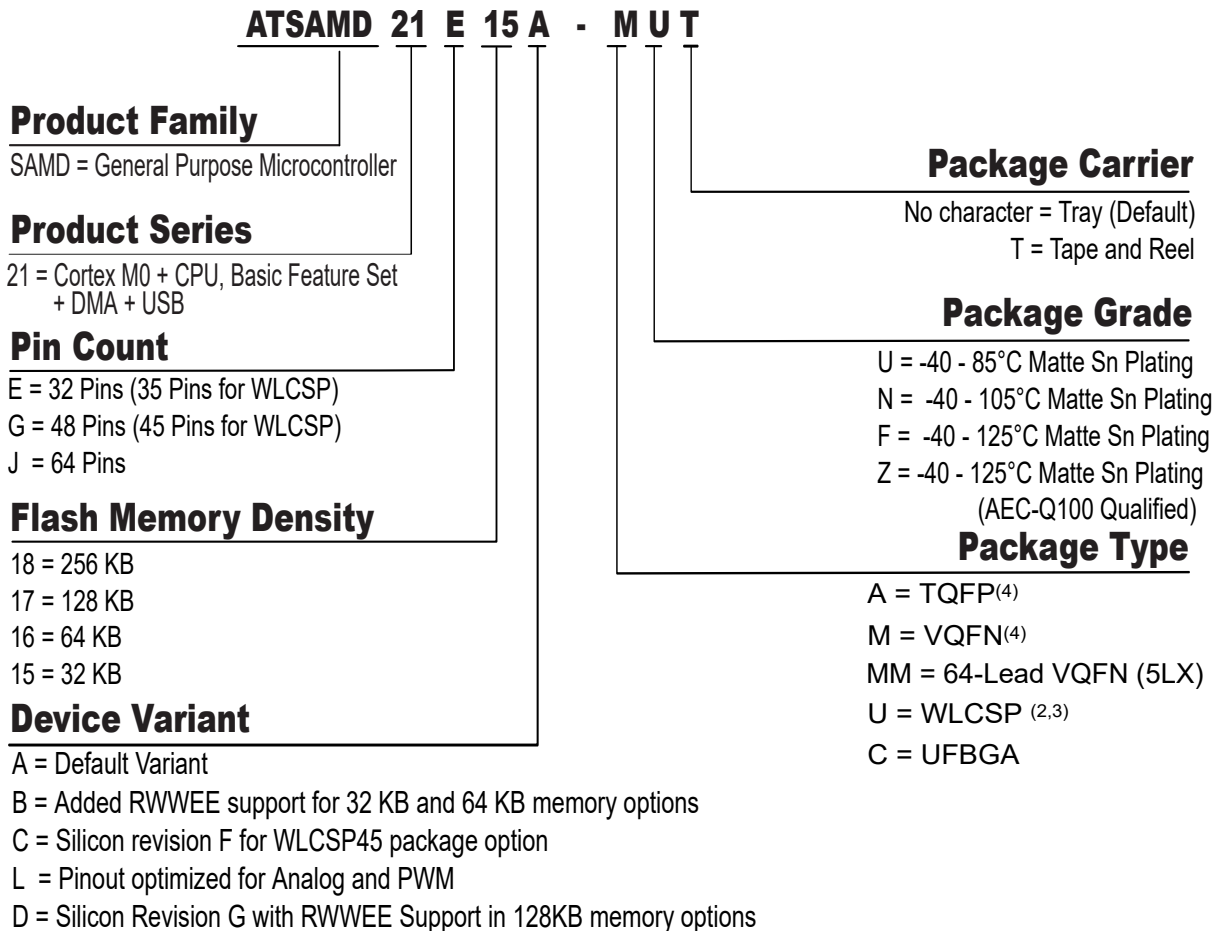 ATSAMD 21 E 15 A - M U T
Product Family
SAMD = General Purpose Microcontroller
Product Series
21 = Cortex M0 + CPU, Basic Feature Set
+ DMA + USB
Pin Count
E = 32 Pins (35 Pins for WLCSP)
G = 48 Pins (45 Pins for WLCSP)
J = 64 Pins
Flash Memory Density
18 = 256 KB
17 = 128 KB
16 = 64 KB
15 = 32 KB
Device Variant
A = Default Variant
B = Added RWWEE support for 32 KB and 64 KB memory options
C = Silicon revision F for WLCSP45 package option
L = Pinout optimized for Analog and PWM
D = Silicon Revision G with RWWEE Support in 128KB memory options
Package Carrier
No character = Tray (Default)
T = Tape and Reel
Package Grade
U = -40 - 85°C Matte Sn Plating
N = -40 - 105°C Matte Sn Plating
F = -40 - 125°C Matte Sn Plating
Z = -40 - 125°C Matte Sn Plating
(AEC-Q100 Qualified)
Package Type
A = TQFP(4)
M = VQFN(4)
MM = 64-Lead VQFN (5LX)
U = WLCSP (2,3)
C = UFBGA